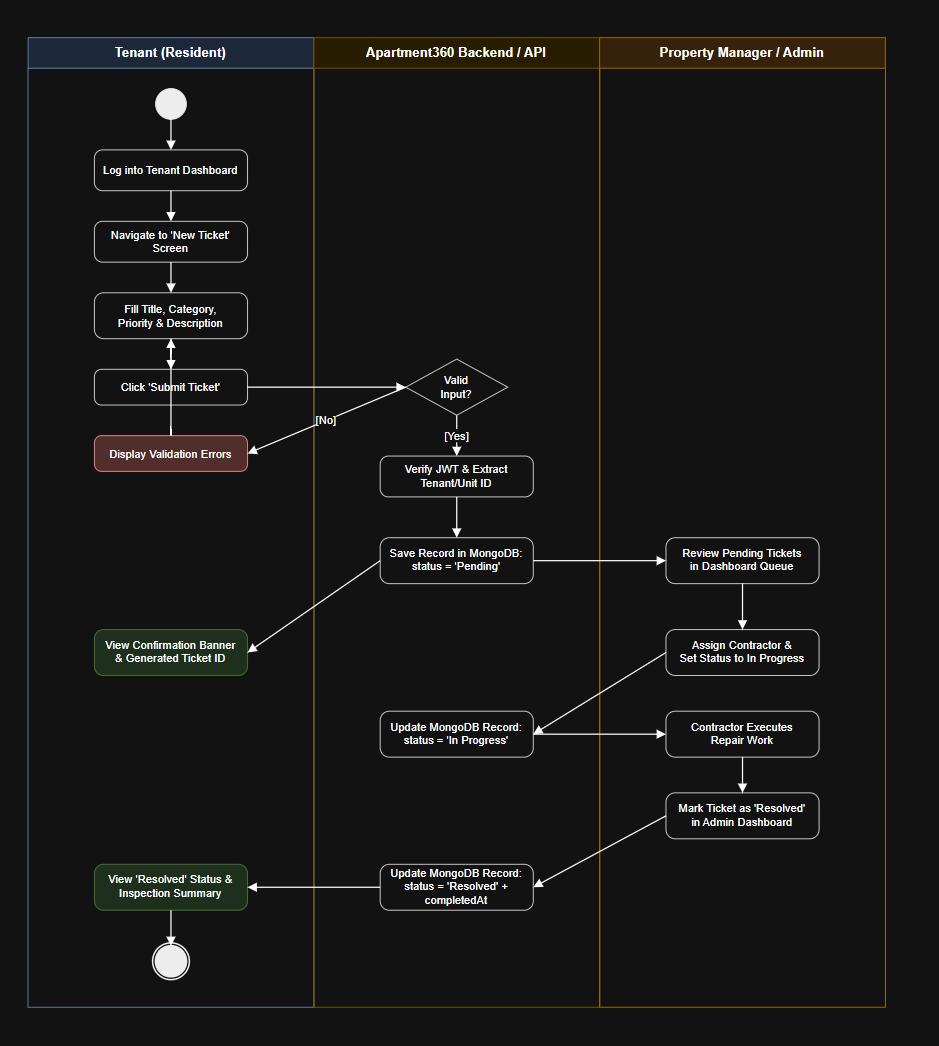 Tenant (Resident)
Apartment360 Backend / API
Property Manager / Admin
Log into Tenant Dashboard
Navigate to 'New Ticket'
Screen
Fill Title, Category,
Priority & Description
Click 'Submit Ticket'
Valid
Input?
[No]
[Yes]
Display Validation Errors
Verify JWT & Extract
Tenant/Unit ID
Save Record in MongoDB:
status = 'Pending'
Review Pending Tickets
in Dashboard Queue
View Confirmation Banner
& Generated Ticket ID
Assign Contractor &
Set Status to In Progress
Update MongoDB Record:
status = 'In Progress'
Contractor Executes
Repair Work
Mark Ticket as 'Resolved'
in Admin Dashboard
View 'Resolved' Status &
Inspection Summary
Update MongoDB Record:
status = 'Resolved' +
completedAt